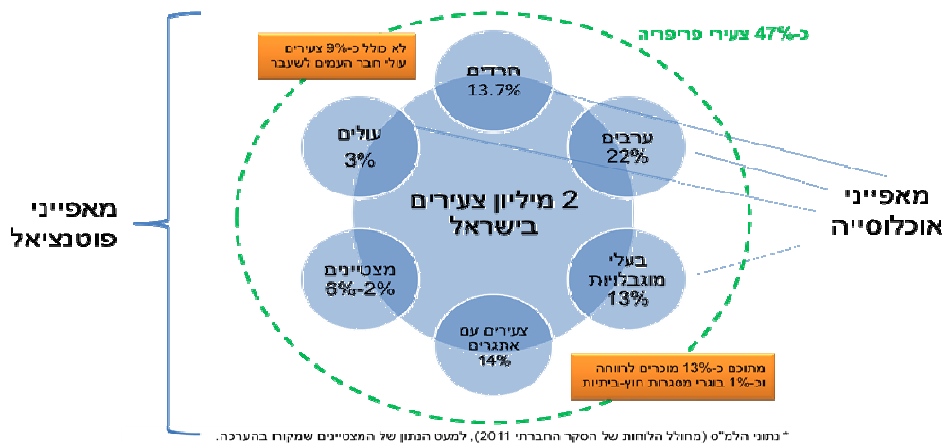 כ-47% צעירי פריפריה
לא כולל כ-9% צעירים
עולי חבר העמים לשעבר
חרדים
13.7%
ערבים
22%
עולים
3%
2 מיליון צעירים
בישראל
מאפייני
אוכלוסייה
מאפייני
פוטנציאל
בעלי
מוגבלויות
13%
מצטיינים
6%-2%
צעירים עם
אתגרים
14%
מתוכם כ-13% מוכרים לרווחה
וכ-1% בוגרי מסגרות חוץ-ביתיות
* נתוני הלמ"ס (מחולל הלוחות של הסקר החברתי 2011), למעט הנתון של המצטיינים שמקורו בהערכה.